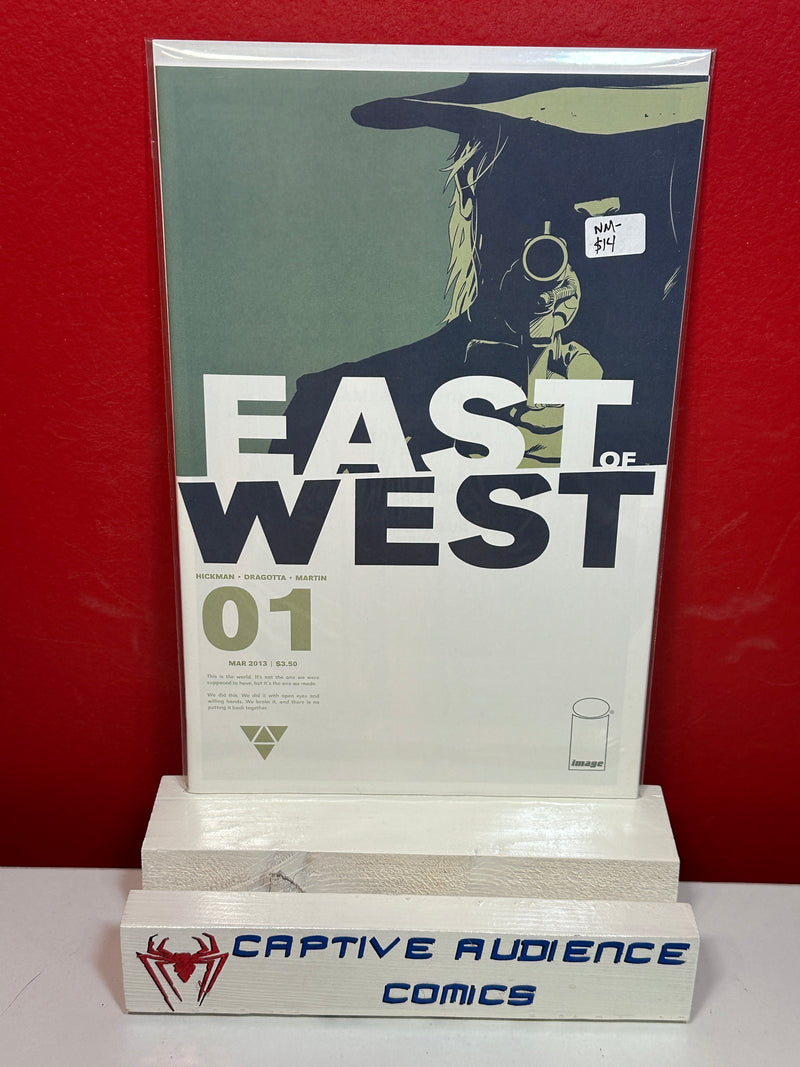 NM-
$14
EAST
OF
WEST
HICKMAN • DRAGOTTA • MARTIN
01
MAR 2013 | $3.50
This is the world. It's not the one we were
supposed to have, but it's the one we made.
We did this. We did it with open eyes and
willing hands. We broke it, and there is no
putting it back together.
image
®
CAPTIVE AUDIENCE
COMICS